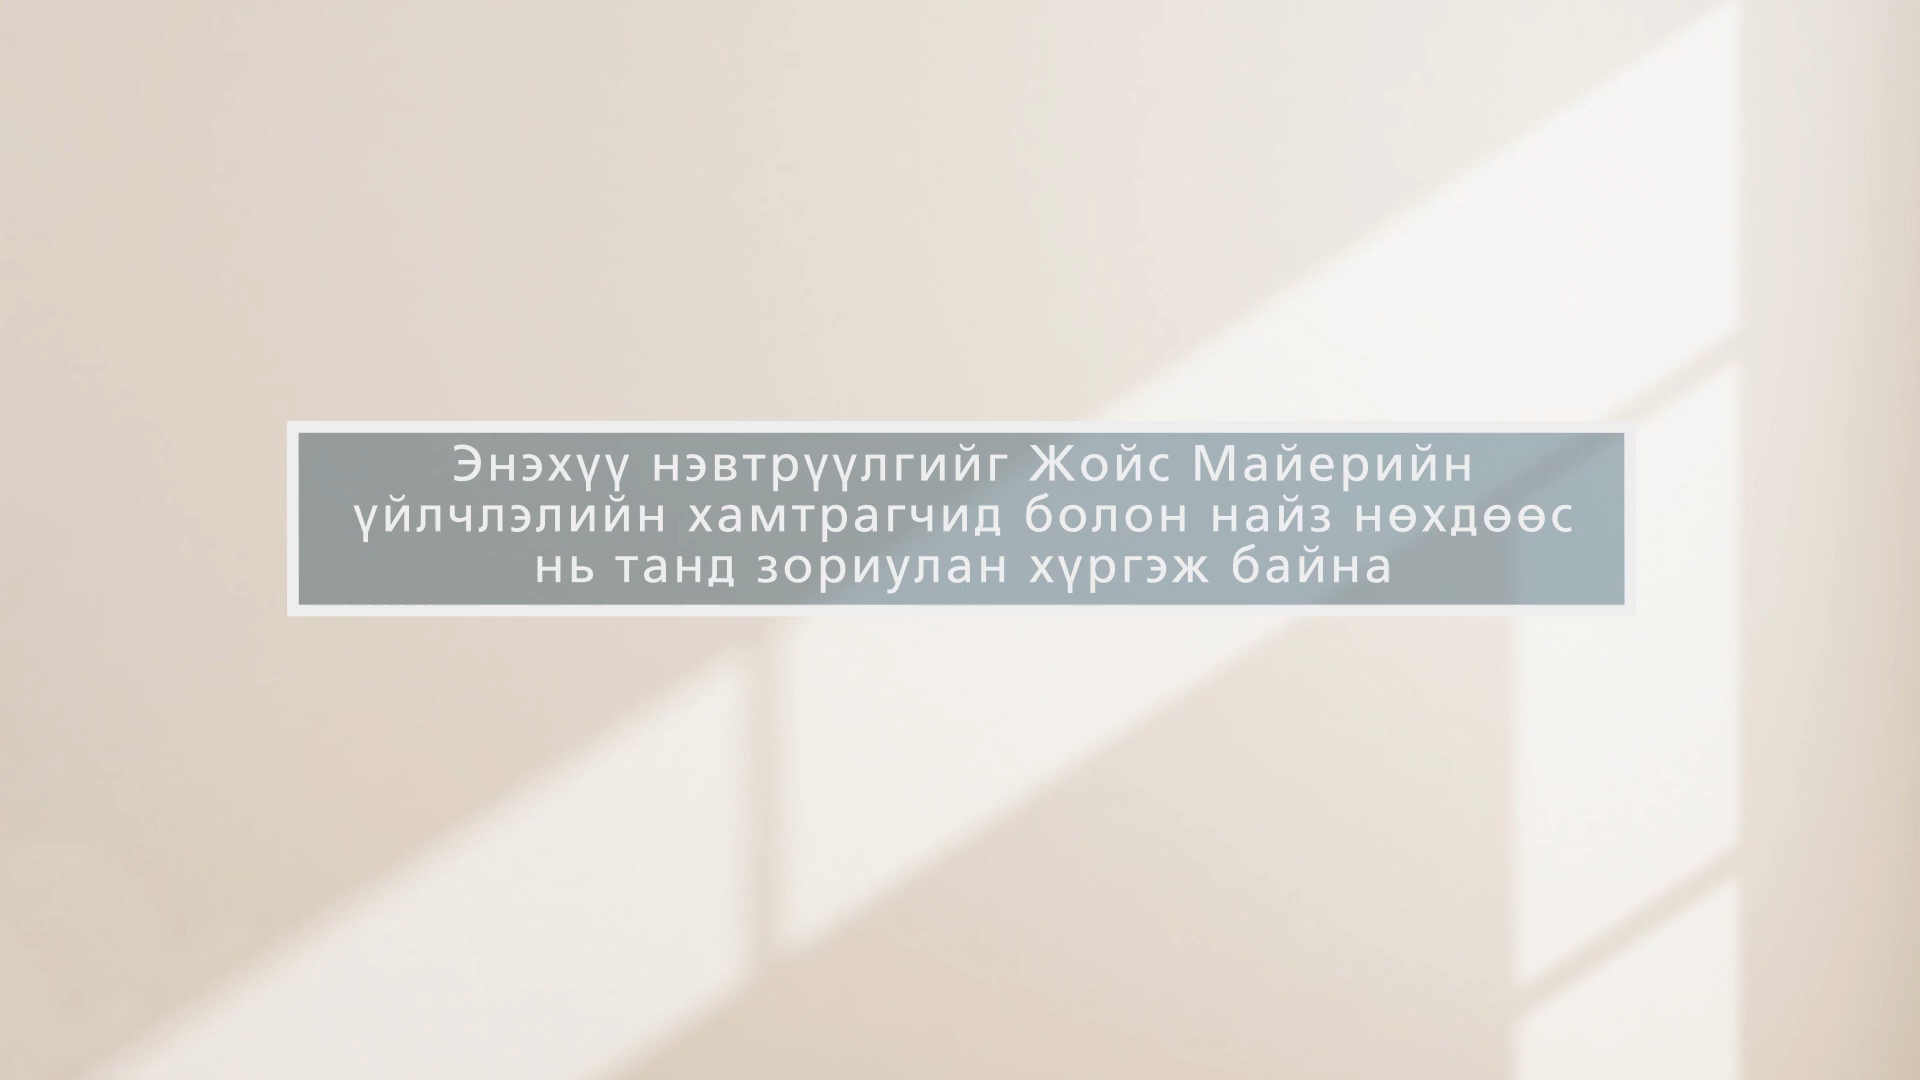 Энэхүү нэвтрүүлгийг Жойс Майерийн
үйлчлэлийн хамтрагчид болон найз нөхдөөс
нь танд зориулан хүргэж байна